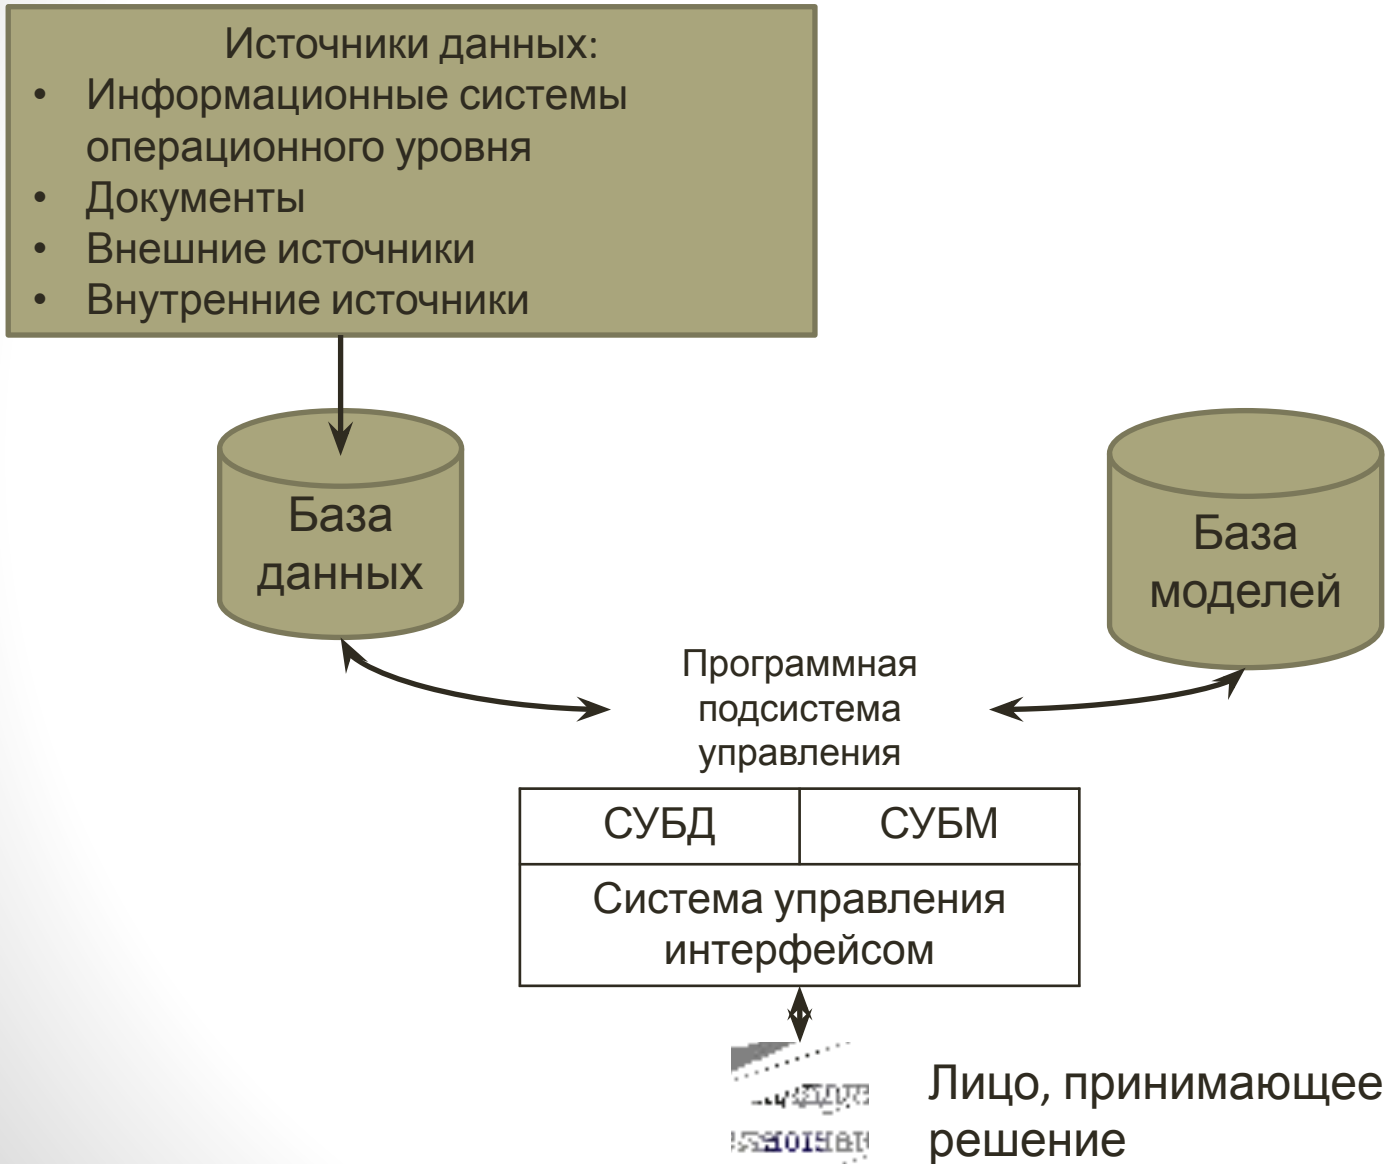 Источники данных:
• Информационные системы
операционного уровня
• Документы
• Внешние источники
• Внутренние источники
База
данных
База
моделей
Программная
подсистема
управления
СУБД
СУБМ
Система управления
интерфейсом
Лицо, принимающее
решение